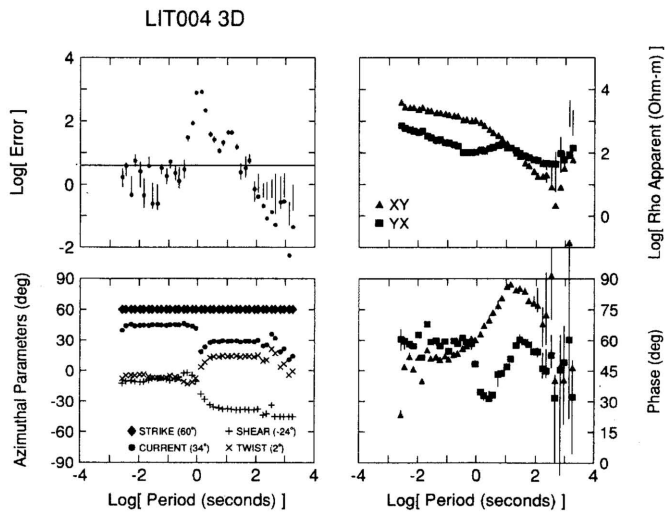 LIT004 3D
4
2
0
-2
Log[ Error]
4
2
0
Log[ Rho Apparent (Ohm-m) ]
▲ XY
■ YX
90
60
30
0
-30
-60
-90
Azimuthal Parameters (deg)
◆ STRIKE (60°) + SHEAR (-24°)
● CURRENT (34°) × TWIST (2°)
-4 -2 0 2 4
Log[ Period (seconds) ]
90
75
60
45
30
15
0
Phase (deg)
-4 -2 0 2 4
Log[ Period (seconds) ]